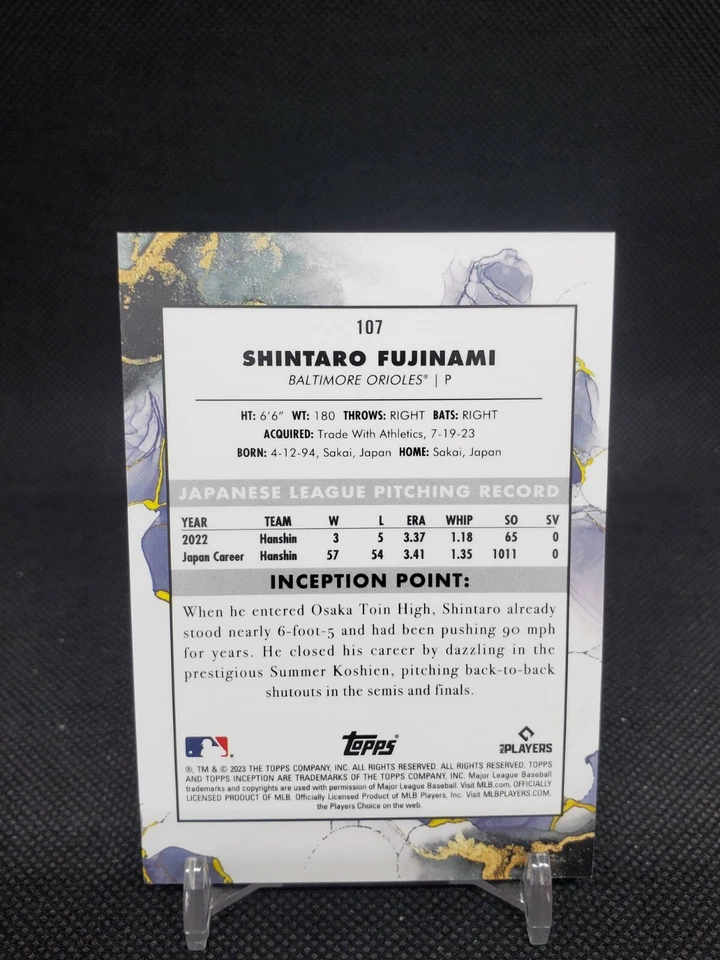 107
SHINTARO FUJINAMI
BALTIMORE ORIOLES® | P
HT: 6'6" WT: 180 THROWS: RIGHT BATS: RIGHT
ACQUIRED: Trade With Athletics, 7-19-23
BORN: 4-12-94, Sakai, Japan HOME: Sakai, Japan
JAPANESE LEAGUE PITCHING RECORD
YEAR TEAM W L ERA WHIP SO SV
2022 Hanshin 3 5 3.37 1.18 65 0
Japan Career Hanshin 57 54 3.41 1.35 1011 0
INCEPTION POINT:
When he entered Osaka Toin High, Shintaro already
stood nearly 6-foot-5 and had been pushing 90 mph
for years. He closed his career by dazzling in the
prestigious Summer Koshien, pitching back-to-back
shutouts in the semis and finals.
Topps®
MLB PLAYERS
®, TM & © 2023 THE TOPPS COMPANY, INC. ALL RIGHTS RESERVED. TOPPS
AND TOPPS INCEPTION ARE TRADEMARKS OF THE TOPPS COMPANY, INC. Major League Baseball
trademarks and copyrights are used with permission of Major League Baseball. Visit MLB.com. OFFICIALLY
LICENSED PRODUCT OF MLB. Officially Licensed Product of MLB Players, Inc. Visit MLBPLAYERS.COM,
the Players Choice on the web.